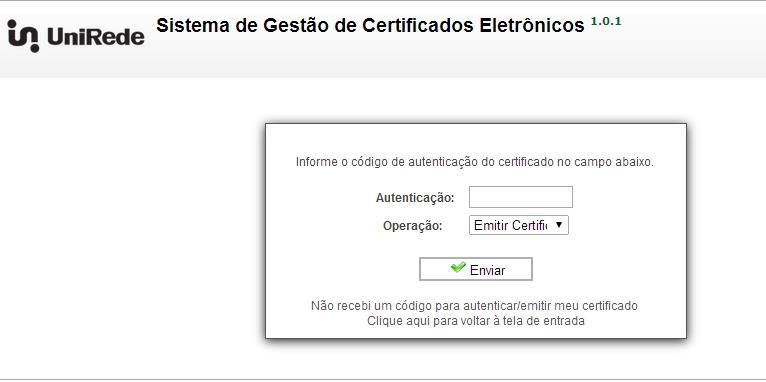 UniRede
Sistema de Gestão de Certificados Eletrônicos 1.0.1
Informe o código de autenticação do certificado no campo abaixo.
Autenticação:
Operação: Emitir Certific
Enviar
Não recebi um código para autenticar/emitir meu certificado
Clique aqui para voltar à tela de entrada